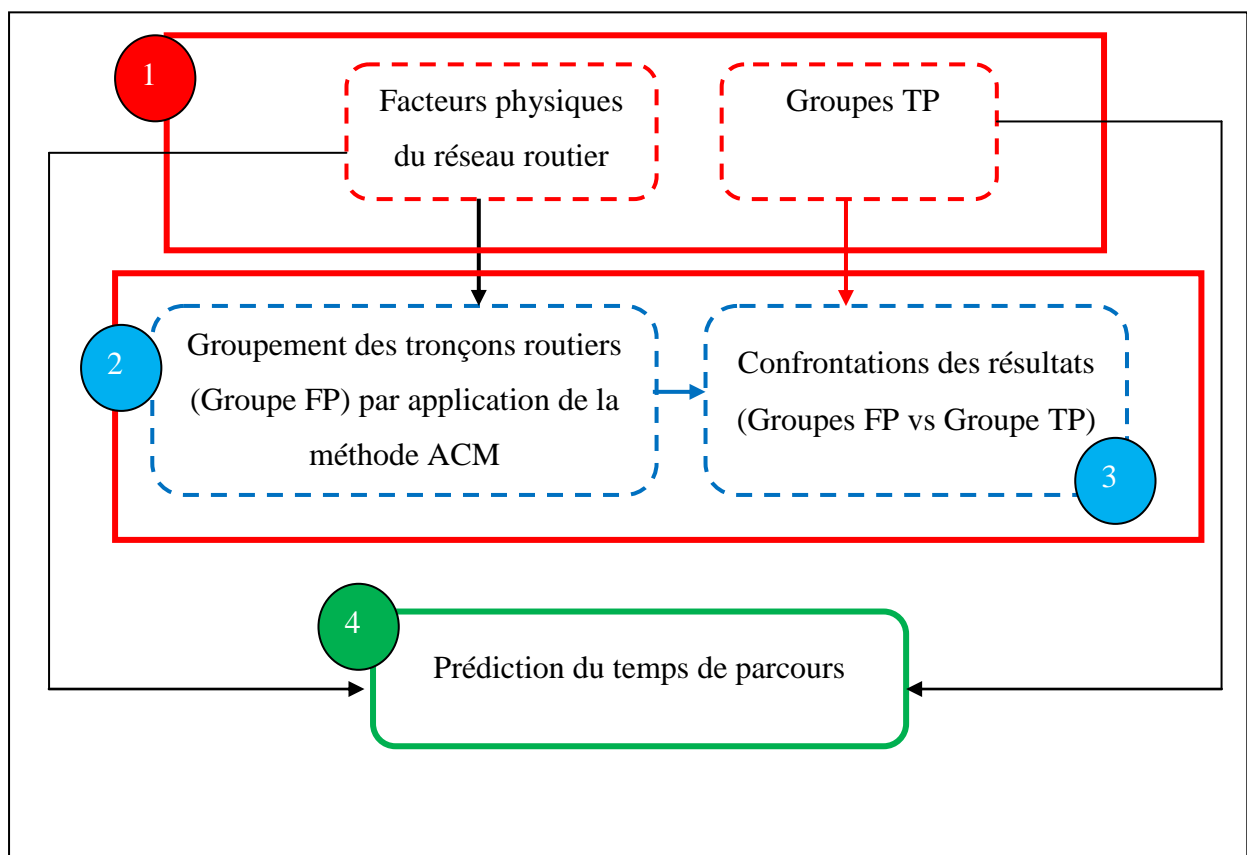 1
Facteurs physiques
du réseau routier
Groupes TP
2
Groupement des tronçons routiers
(Groupe FP) par application de la
méthode ACM
Confrontations des résultats
(Groupes FP vs Groupe TP)
3
4
Prédiction du temps de parcours